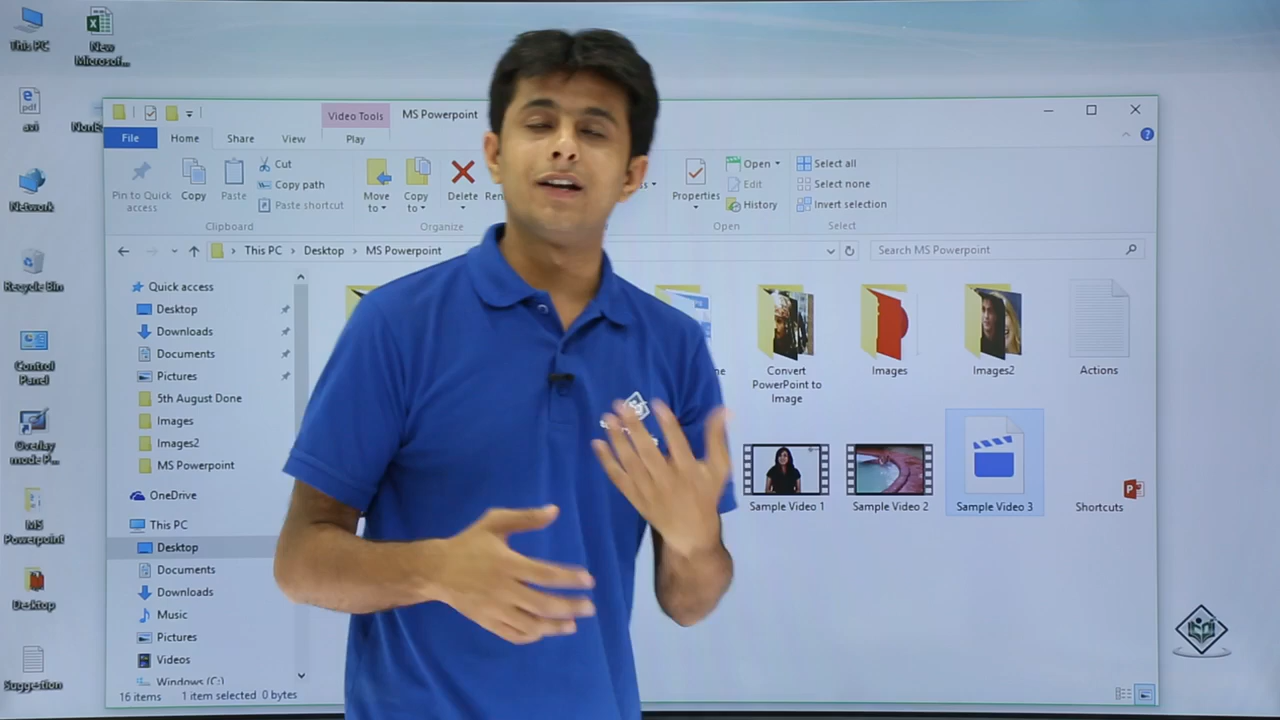 This PC
New
Microsof...
avi
Network
Recycle Bin
Control
Panel
Overlay
mode P...
MS
Powerpoint
Desktop
Suggestion
Video Tools
MS Powerpoint
File
Home
Share
View
Play
Pin to Quick
access
Copy
Paste
Cut
Copy path
Paste shortcut
Clipboard
Move
to
Copy
to
Delete
Organize
Properties
Open
Edit
History
Open
Select all
Select none
Invert selection
Select
This PC > Desktop > MS Powerpoint
Search MS Powerpoint
Quick access
Desktop
Downloads
Documents
Pictures
5th August Done
Images
Images2
MS Powerpoint
OneDrive
This PC
Desktop
Documents
Downloads
Music
Pictures
Videos
Windows (C:)
Convert
PowerPoint to
Image
Images
Images2
Actions
Sample Video 1
Sample Video 2
Sample Video 3
Shortcuts
16 items
1 item selected 0 bytes